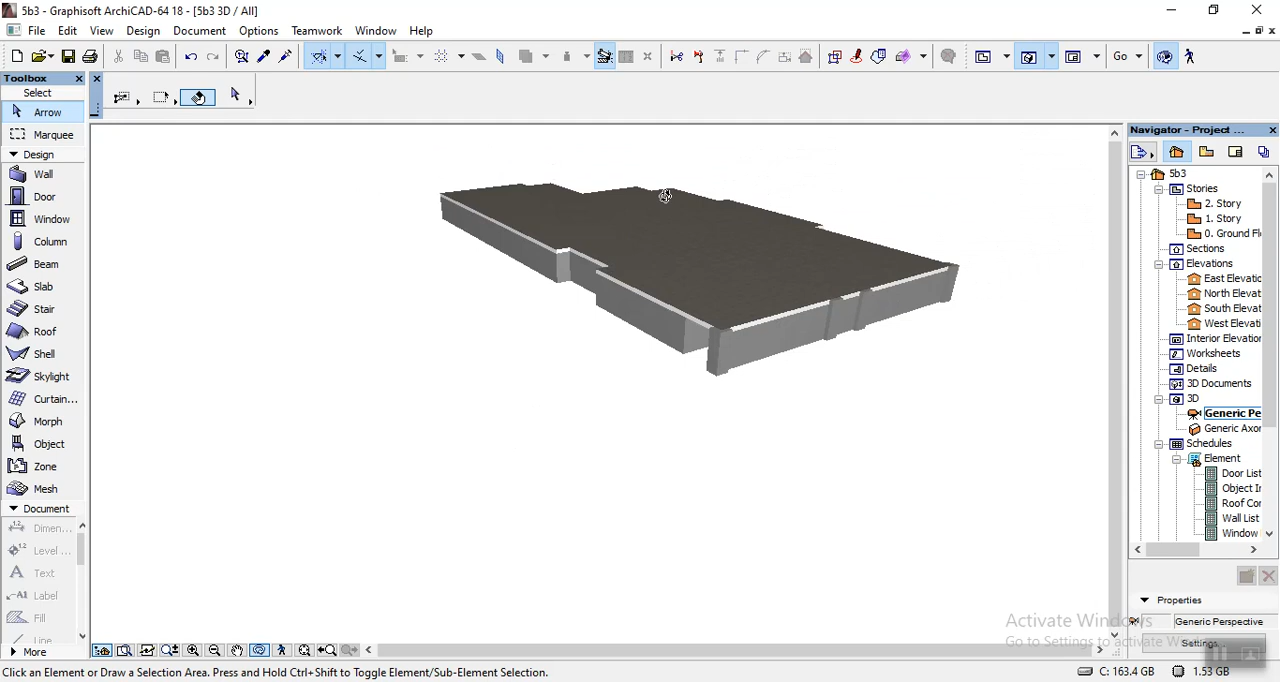 5b3 - Graphisoft ArchiCAD-64 18 - [5b3 3D / All]
File Edit View Design Document Options Teamwork Window Help
Go
Toolbox
Select
Arrow
Marquee
Design
Wall
Door
Window
Column
Beam
Slab
Stair
Roof
Shell
Skylight
Curtain...
Morph
Object
Zone
Mesh
Document
Dimen...
Level ...
Text
Label
Fill
Line
More
Navigator - Project ...
5b3
Stories
2. Story
1. Story
0. Ground Fl
Sections
Elevations
East Elevatic
North Elevat
South Elevat
West Elevati
Interior Elevation
Worksheets
Details
3D Documents
3D
Generic Pe
Generic Axor
Schedules
Element
Door List
Object In
Roof Cor
Wall List
Window
Properties
Generic Perspective
Settings...
Activate Windows
Go to Settings to activate Windows.
Click an Element or Draw a Selection Area. Press and Hold Ctrl+Shift to Toggle Element/Sub-Element Selection.
C: 163.4 GB 1.53 GB